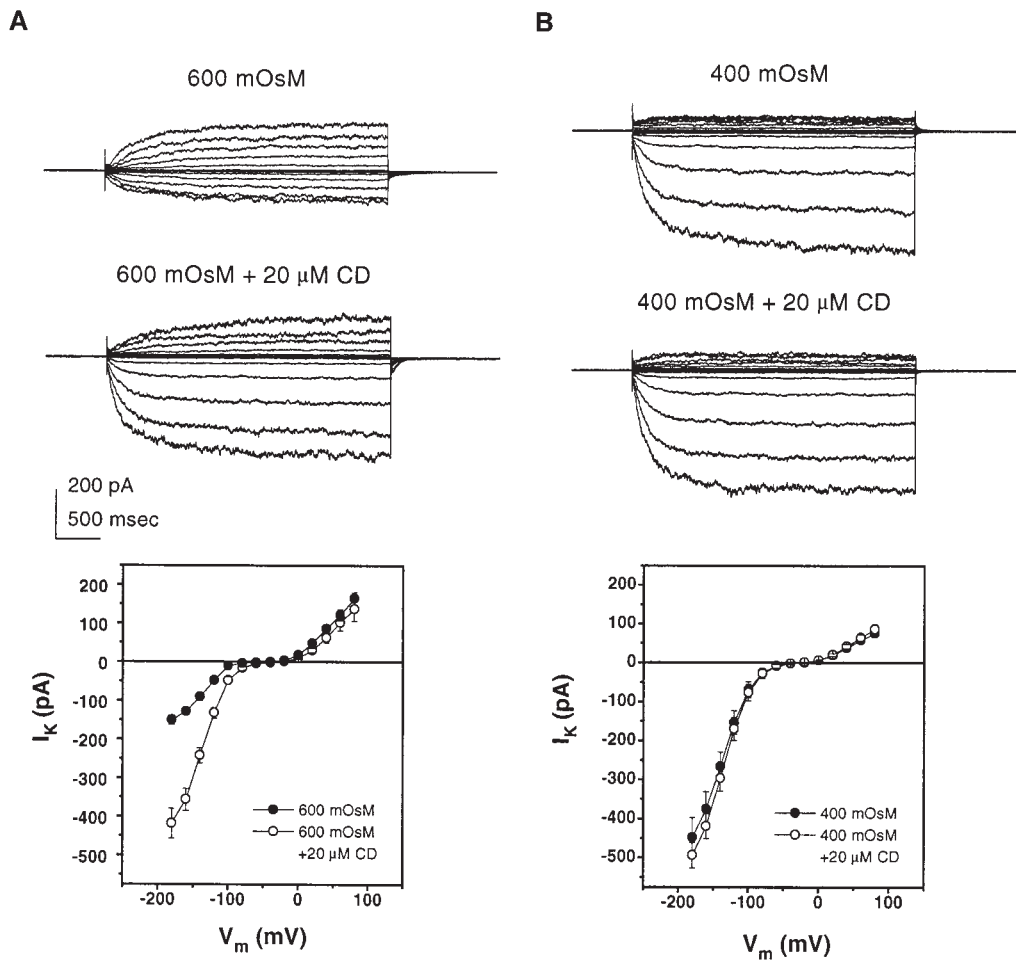 A
600 mOsM
600 mOsM + 20 µM CD
200 pA
500 msec
200
100
0
-100
-200
-300
-400
-500
I_K (pA)
600 mOsM
600 mOsM
+20 µM CD
-200
-100
0
100
V_m (mV)
B
400 mOsM
400 mOsM + 20 µM CD
200
100
0
-100
-200
-300
-400
-500
I_K (pA)
400 mOsM
400 mOsM
+20 µM CD
-200
-100
0
100
V_m (mV)